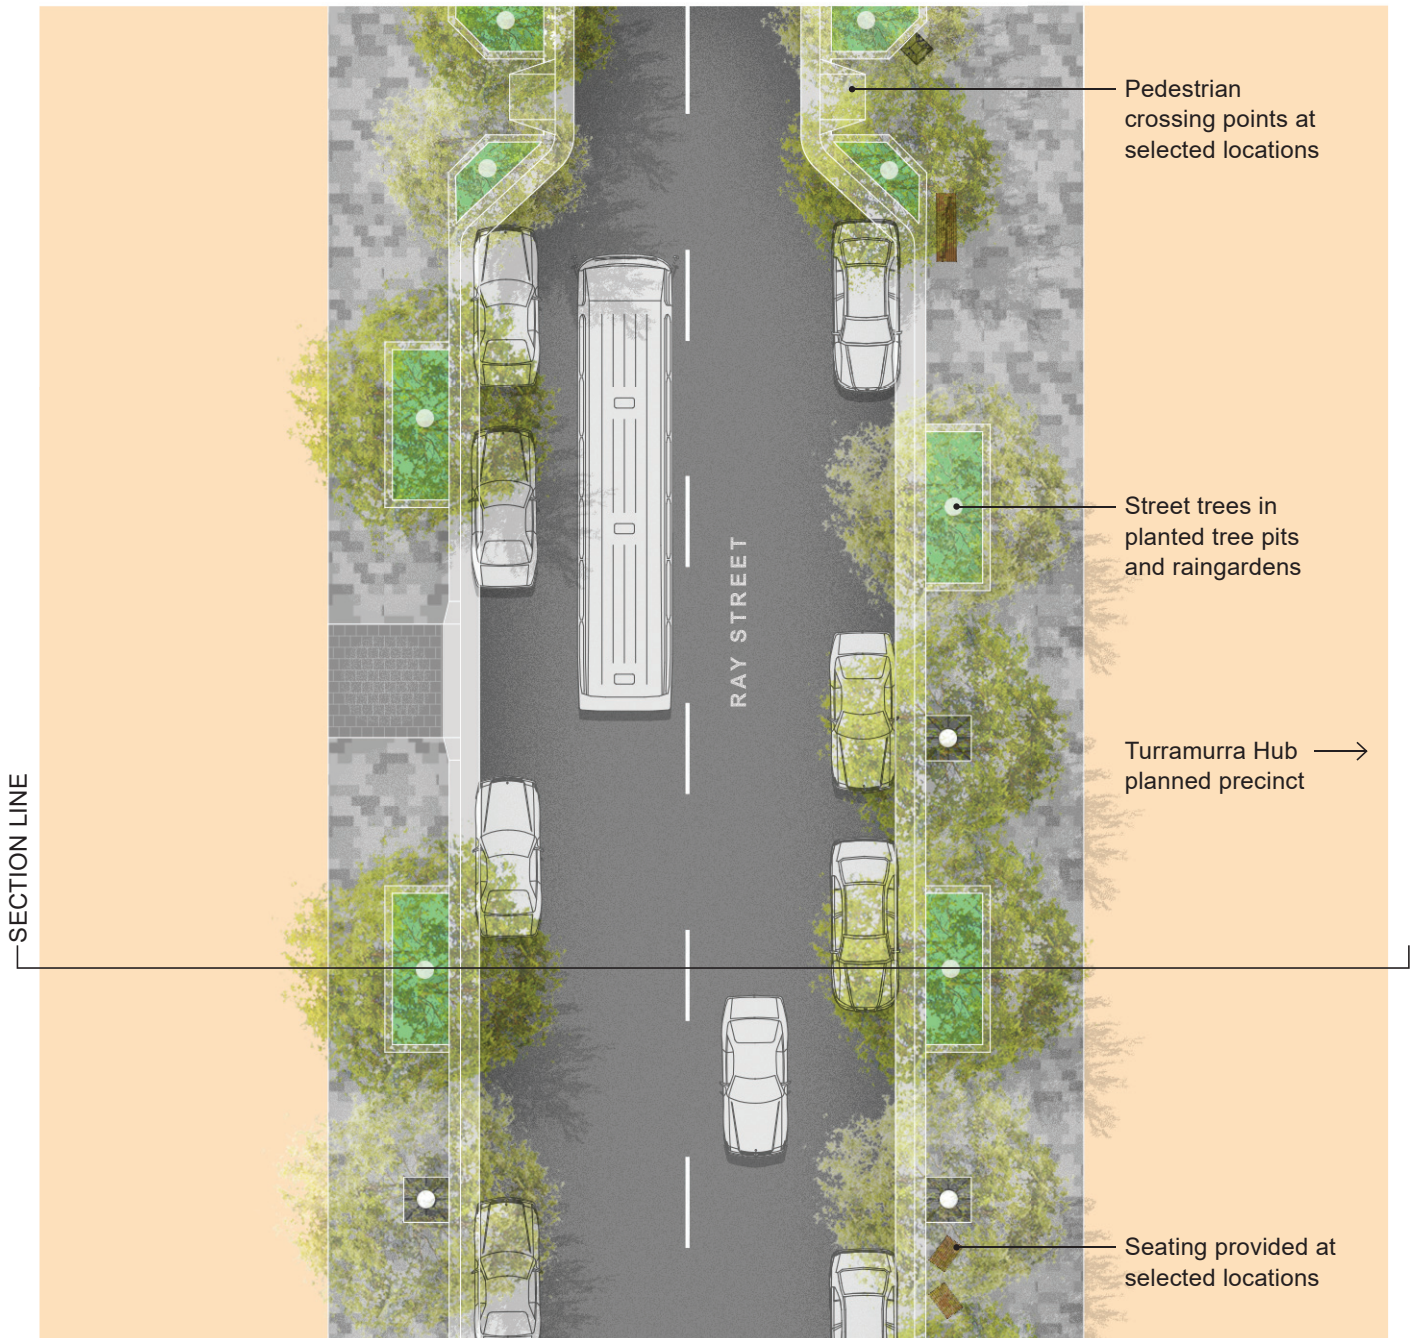 Pedestrian
crossing points at
selected locations
Street trees in
planted tree pits
and raingardens
RAY STREET
Turramurra Hub
planned precinct
SECTION LINE
Seating provided at
selected locations